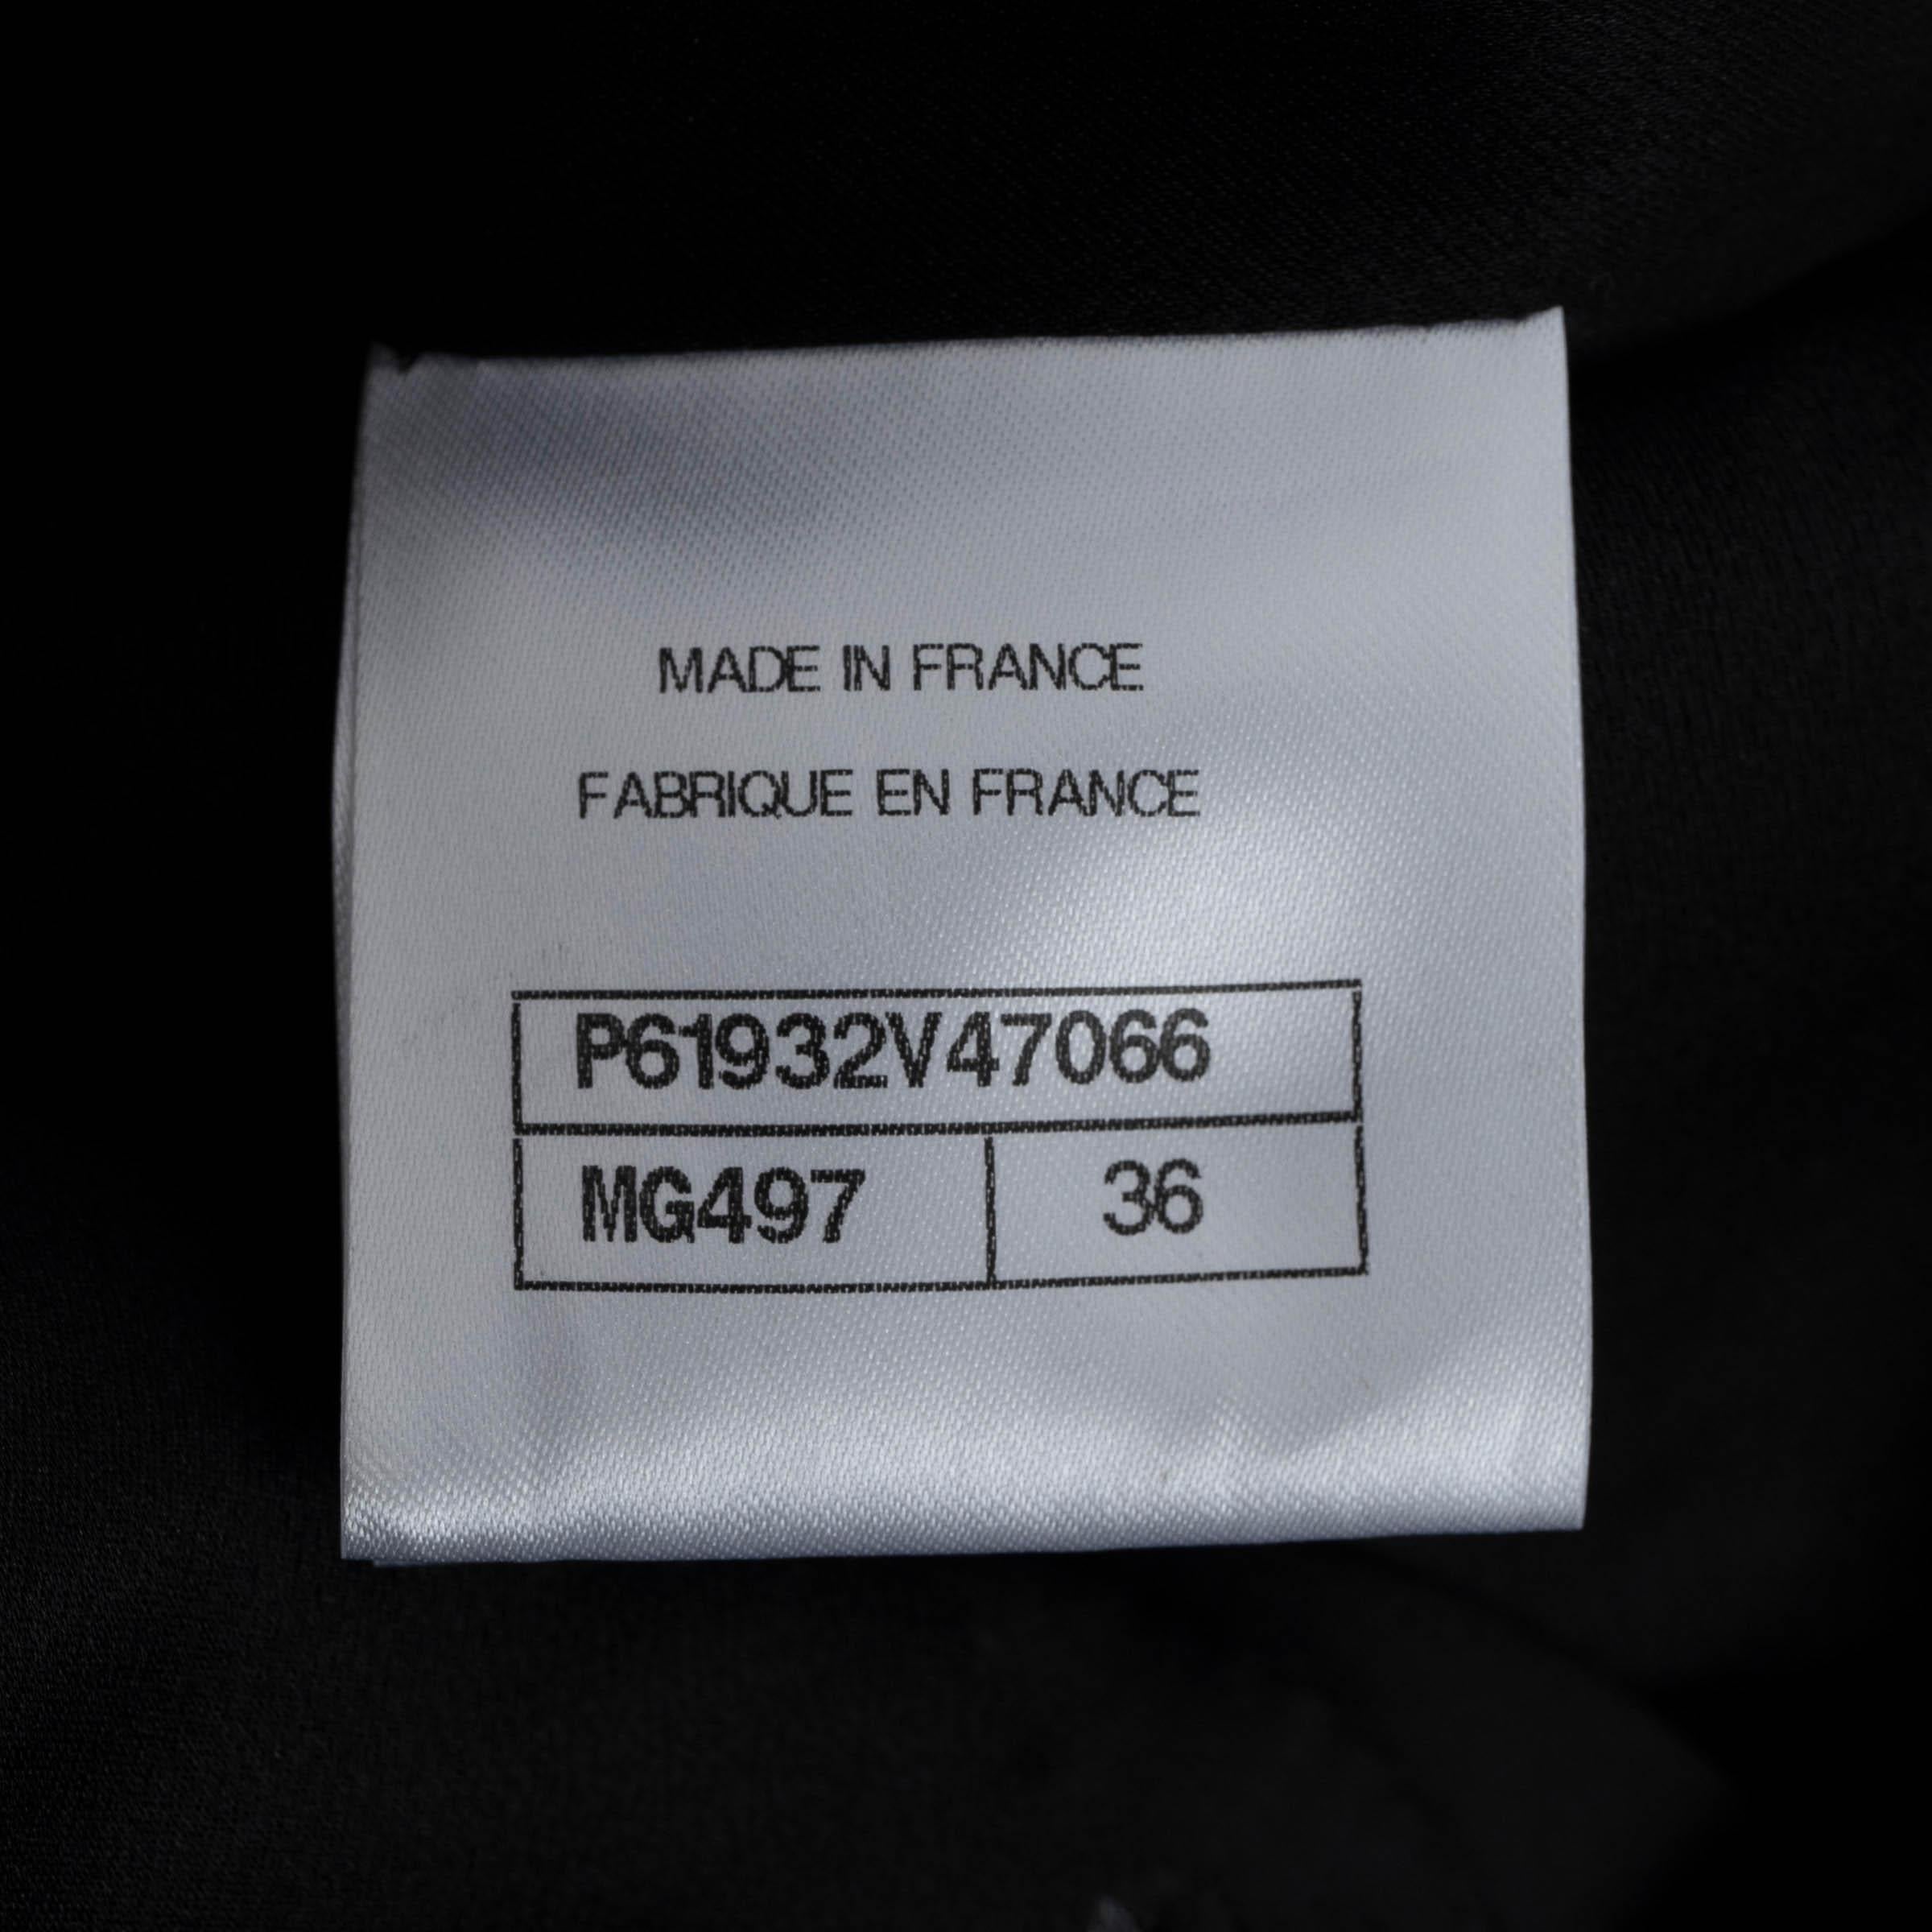 MADE IN FRANCE
FABRIQUE EN FRANCE
P61932V47066
MG497 36